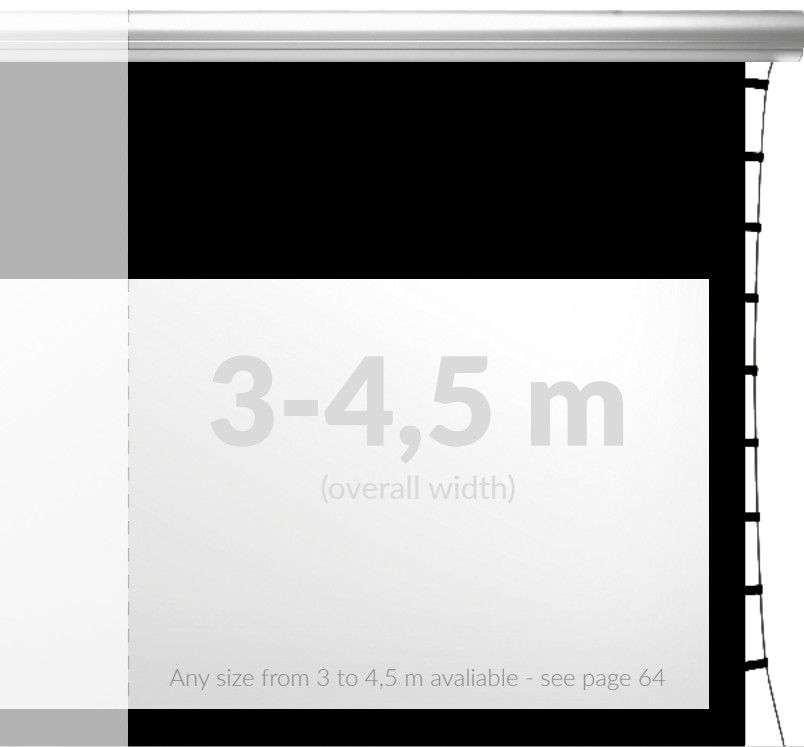 3-4,5 m
(overall width)
Any size from 3 to 4,5 m avaliable - see page 64